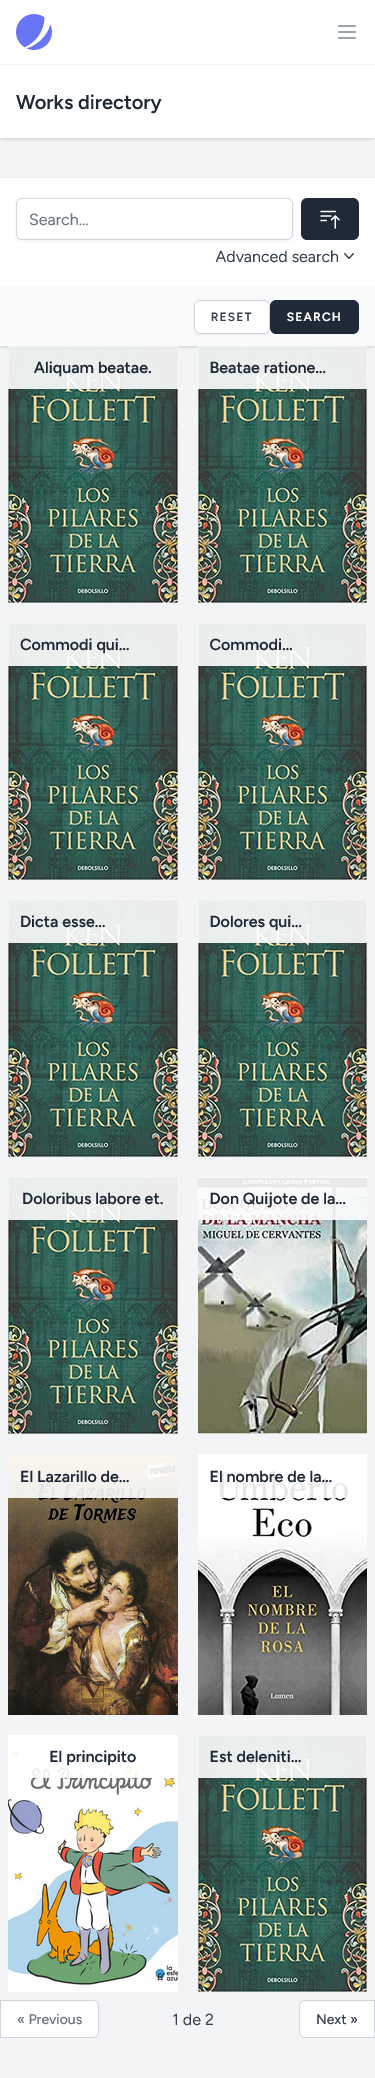 Works directory
Search...
Advanced search
RESET
SEARCH
Aliquam beatae.
KEN
FOLLETT
LOS
PILARES
DE LA
TIERRA
DEBOLSILLO
Beatae ratione...
KEN
FOLLETT
LOS
PILARES
DE LA
TIERRA
DEBOLSILLO
Commodi qui...
KEN
FOLLETT
LOS
PILARES
DE LA
TIERRA
DEBOLSILLO
Commodi...
KEN
FOLLETT
LOS
PILARES
DE LA
TIERRA
DEBOLSILLO
Dicta esse...
KEN
FOLLETT
LOS
PILARES
DE LA
TIERRA
DEBOLSILLO
Dolores qui...
KEN
FOLLETT
LOS
PILARES
DE LA
TIERRA
DEBOLSILLO
Doloribus labore et.
KEN
FOLLETT
LOS
PILARES
DE LA
TIERRA
DEBOLSILLO
Don Quijote de la...
DON QUIJOTE
DE LA MANCHA
MIGUEL DE CERVANTES
El Lazarillo de...
novela
EL LAZARILLO
DE TORMES
El nombre de la...
Umberto
Eco
EL
NOMBRE
DE LA
ROSA
Lumen
El principito
El Principito
la
esfe
azul
Est deleniti...
KEN
FOLLETT
LOS
PILARES
DE LA
TIERRA
DEBOLSILLO
« Previous
1 de 2
Next »